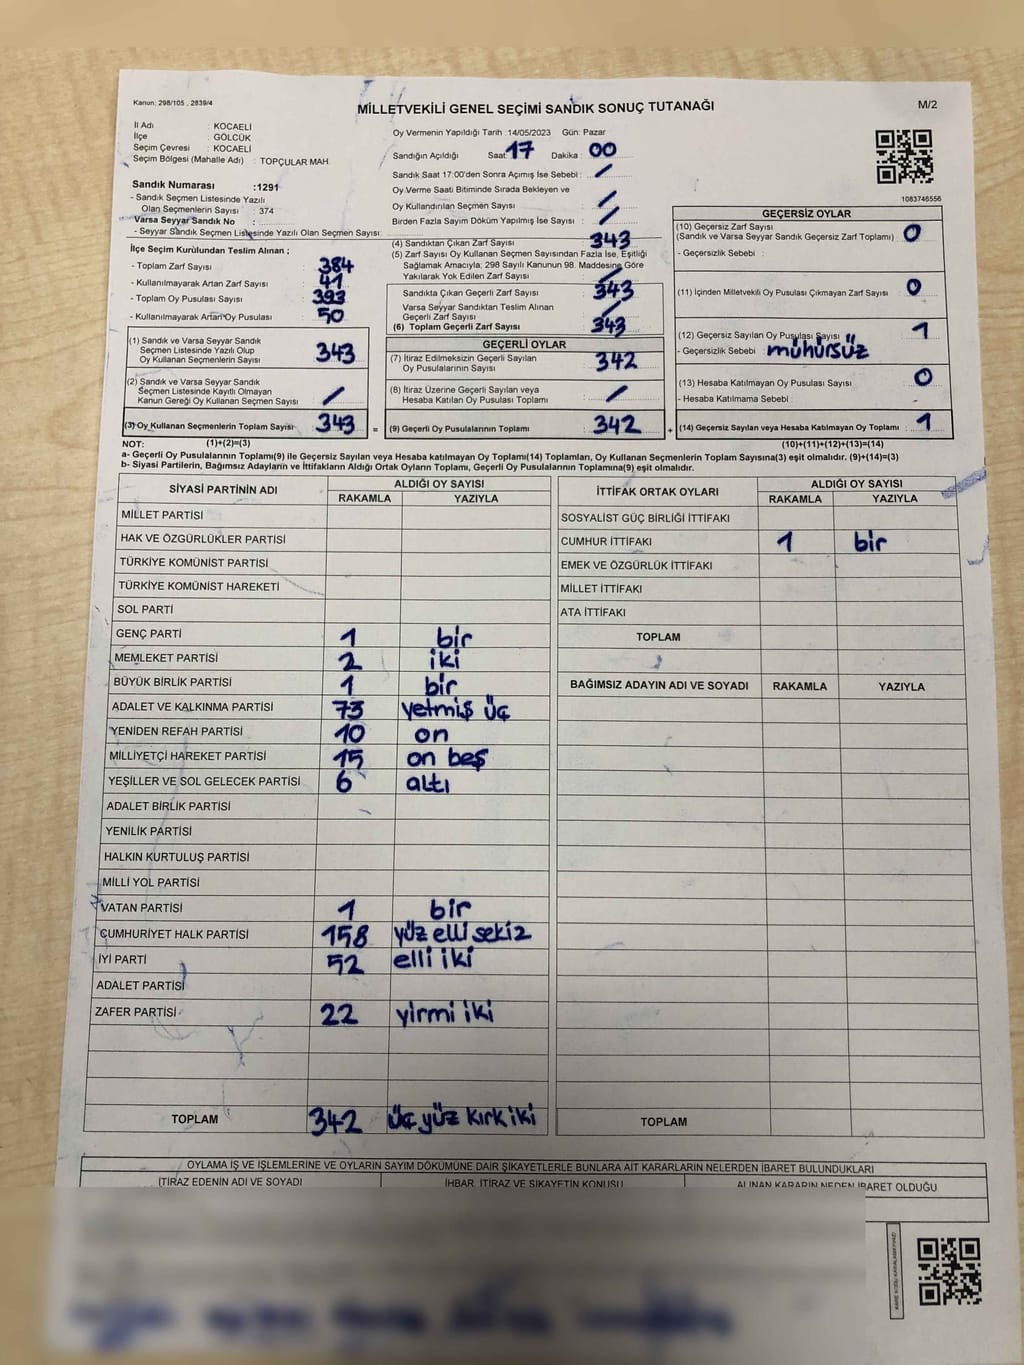 Kanun; 298/105 , 2839/4
MİLLETVEKİLİ GENEL SEÇİMİ SANDIK SONUÇ TUTANAĞI
M/2
İl Adı : KOCAELİ
İlçe : GÖLCÜK
Seçim Çevresi : KOCAELİ
Seçim Bölgesi (Mahalle Adı) : TOPÇULAR MAH.
Sandık Numarası :1291
- Sandık Seçmen Listesinde Yazılı
Olan Seçmenlerin Sayısı : 374
Varsa Seyyar Sandık No :
- Seyyar Sandık Seçmen Listesinde Yazılı Olan Seçmen Sayısı:
İlçe Seçim Kurulundan Teslim Alınan ;
- Toplam Zarf Sayısı 384
- Kullanılmayarak Artan Zarf Sayısı 41
- Toplam Oy Pusulası Sayısı 393
- Kullanılmayarak Artan Oy Pusulası 50
(1) Sandık ve Varsa Seyyar Sandık
Seçmen Listesinde Yazılı Olup
Oy Kullanan Seçmenlerin Sayısı 343
(2) Sandık ve Varsa Seyyar Sandık
Seçmen Listesinde Kayıtlı Olmayan
Kanun Gereği Oy Kullanan Seçmen Sayısı /
(3) Oy Kullanan Seçmenlerin Toplam Sayısı 343 =
Oy Vermenin Yapıldığı Tarih :14/05/2023 Gün: Pazar
Sandığın Açıldığı Saat: 17 Dakika : 00
Sandık Saat 17:00'den Sonra Açımış İse Sebebi : /
Oy Verme Saati Bitiminde Sırada Bekleyen ve
Oy Kullandırılan Seçmen Sayısı : /
Birden Fazla Sayım Döküm Yapılmış İse Sayısı : /
(4) Sandıktan Çıkan Zarf Sayısı 343
(5) Zarf Sayısı Oy Kullanan Seçmen Sayısından Fazla İse, Eşitliği
Sağlamak Amacıyla; 298 Sayılı Kanunun 98. Maddesine Göre
Yakılarak Yok Edilen Zarf Sayısı /
Sandıkta Çıkan Geçerli Zarf Sayısı 343
Varsa Seyyar Sandıktan Teslim Alınan
Geçerli Zarf Sayısı /
(6) Toplam Geçerli Zarf Sayısı 343
GEÇERLİ OYLAR
(7) İtiraz Edilmeksizin Geçerli Sayılan
Oy Pusulalarının Sayısı 342
(8) İtiraz Üzerine Geçerli Sayılan veya
Hesaba Katılan Oy Pusulası Toplamı /
(9) Geçerli Oy Pusulalarının Toplamı 342 +
1083746556
GEÇERSİZ OYLAR
(10) Geçersiz Zarf Sayısı
(Sandık ve Varsa Seyyar Sandık Geçersiz Zarf Toplamı) : 0
- Geçersizlik Sebebi :
(11) İçinden Milletvekili Oy Pusulası Çıkmayan Zarf Sayısı : 0
(12) Geçersiz Sayılan Oy Pusulası Sayısı 1
- Geçersizlik Sebebi : mühürsüz
(13) Hesaba Katılmayan Oy Pusulası Sayısı : 0
- Hesaba Katılmama Sebebi :
(14) Geçersiz Sayılan veya Hesaba Katılmayan Oy Toplamı : 1
NOT: (1)+(2)=(3) (10)+(11)+(12)+(13)=(14)
a- Geçerli Oy Pusulalarının Toplamı(9) ile Geçersiz Sayılan veya Hesaba katılmayan Oy Toplamı(14) Toplamları, Oy Kullanan Seçmenlerin Toplam Sayısına(3) eşit olmalıdır. (9)+(14)=(3)
b- Siyasi Partilerin, Bağımsız Adayların ve İttifakların Aldığı Ortak Oyların Toplamı, Geçerli Oy Pusulalarının Toplamına(9) eşit olmalıdır.
SİYASİ PARTİNİN ADI ALDIĞI OY SAYISI
RAKAMLA YAZIYLA
MİLLET PARTİSİ
HAK VE ÖZGÜRLÜKLER PARTİSİ
TÜRKİYE KOMÜNİST PARTİSİ
TÜRKİYE KOMÜNİST HAREKETİ
SOL PARTİ
GENÇ PARTİ 1 bir
MEMLEKET PARTİSİ 2 iki
BÜYÜK BİRLİK PARTİSİ 1 bir
ADALET VE KALKINMA PARTİSİ 73 yetmiş üç
YENİDEN REFAH PARTİSİ 10 on
MİLLİYETÇİ HAREKET PARTİSİ 15 on beş
YEŞİLLER VE SOL GELECEK PARTİSİ 6 altı
ADALET BİRLİK PARTİSİ
YENİLİK PARTİSİ
HALKIN KURTULUŞ PARTİSİ
MİLLİ YOL PARTİSİ
VATAN PARTİSİ 1 bir
CUMHURİYET HALK PARTİSİ 158 yüz elli sekiz
İYİ PARTİ 52 elli iki
ADALET PARTİSİ
ZAFER PARTİSİ 22 yirmi iki
TOPLAM 342 üç yüz kırk iki
İTTİFAK ORTAK OYLARI ALDIĞI OY SAYISI
RAKAMLA YAZIYLA
SOSYALİST GÜÇ BİRLİĞİ İTTİFAKI
CUMHUR İTTİFAKI 1 bir
EMEK VE ÖZGÜRLÜK İTTİFAKI
MİLLET İTTİFAKI
ATA İTTİFAKI
TOPLAM
BAĞIMSIZ ADAYIN ADI VE SOYADI RAKAMLA YAZIYLA
TOPLAM
OYLAMA İŞ VE İŞLEMLERİNE VE OYLARIN SAYIM DÖKÜMÜNE DAİR ŞİKAYETLERLE BUNLARA AİT KARARLARIN NELERDEN İBARET BULUNDUKLARI
İTİRAZ EDENİN ADI VE SOYADI İHBAR, İTİRAZ VE ŞİKAYETİN KONUSU ALINAN KARARIN NEDEN İBARET OLDUĞU